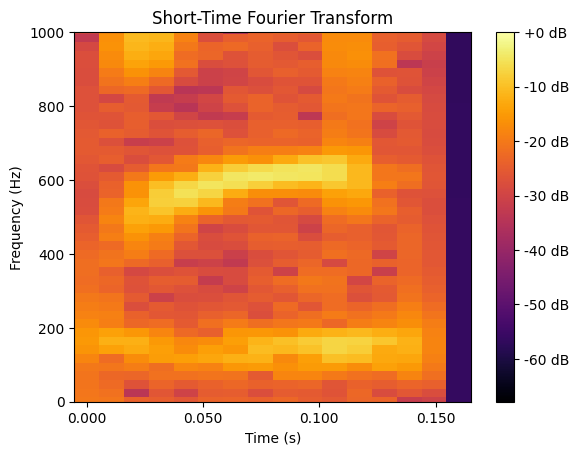 Short-Time Fourier Transform
1000
800
600
400
200
0
Frequency (Hz)
0.000
0.050
0.100
0.150
Time (s)
+0 dB
-10 dB
-20 dB
-30 dB
-40 dB
-50 dB
-60 dB